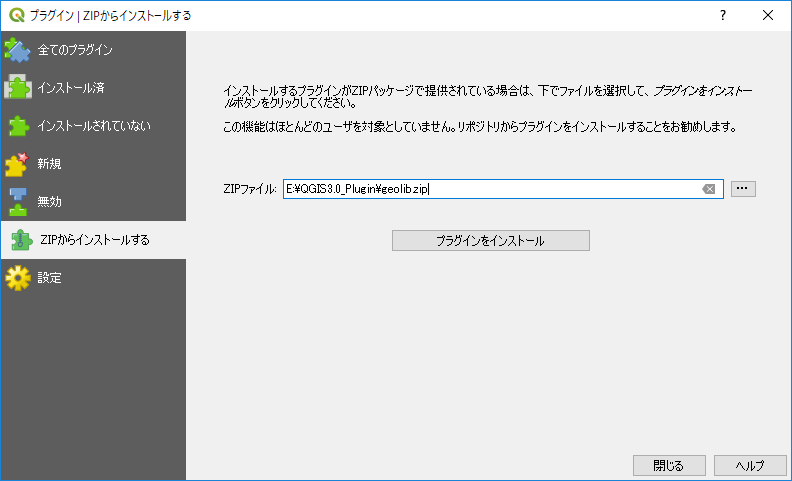 プラグイン | ZIPからインストールする
?
全てのプラグイン
インストール済
インストールされていない
新規
無効
ZIPからインストールする
設定
インストールするプラグインがZIPパッケージで提供されている場合は、下でファイルを選択して、プラグインをインストー
ルボタンをクリックしてください。
この機能はほとんどのユーザを対象としていません。リポジトリからプラグインをインストールすることをお勧めします。
ZIPファイル: E:¥QGIS3.0_Plugin¥geolib.zip ...
プラグインをインストール
閉じる ヘルプ